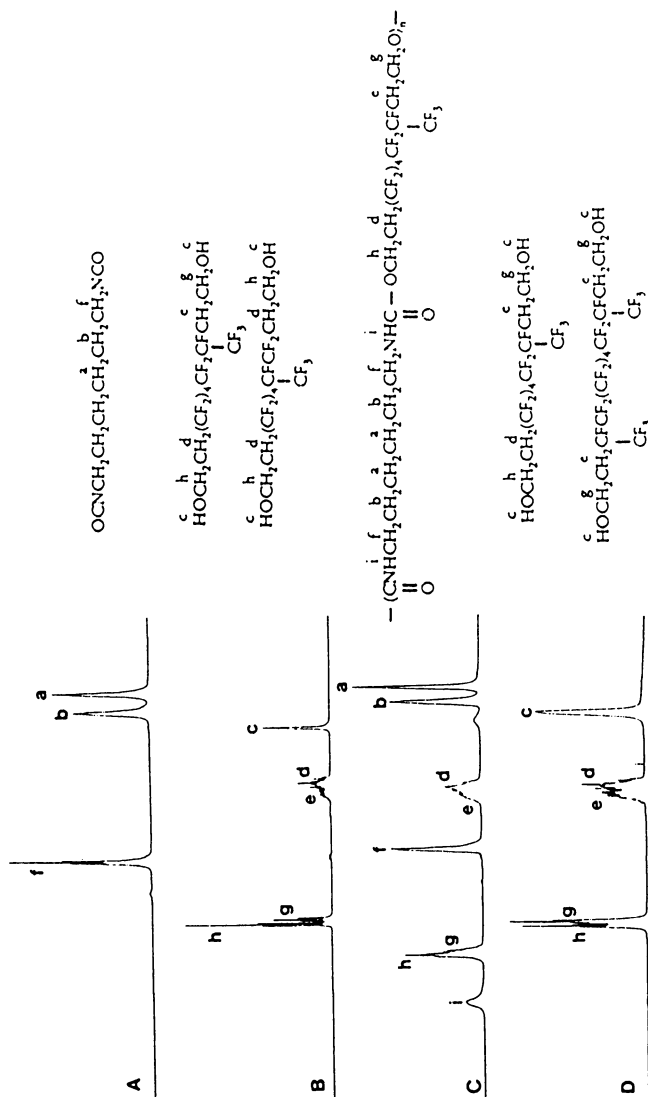 a b f
OCNCH₂CH₂CH₂CH₂CH₂CH₂NCO
f b a
A
c h d c g c
HOCH₂CH₂(CF₂)₄CF₂CFCH₂CH₂OH
CF₃
c h d d h c
HOCH₂CH₂(CF₂)₄CFCF₂CH₂CH₂OH
CF₃
h g e d c
B
i f b a a b f i h d e g
—(CNHCH₂CH₂CH₂CH₂CH₂CH₂NHC—OCH₂CH₂(CF₂)₄CF₂CFCH₂CH₂O)ₙ—
O O CF₃
i h g f e d b a
C
c h d e g c
HOCH₂CH₂(CF₂)₄CF₂CFCH₂CH₂OH
CF₃
c g e e g c
HOCH₂CH₂CFCF₂(CF₂)₄CF₂CFCH₂CH₂OH
CF₃ CF₃
h g e d c
D